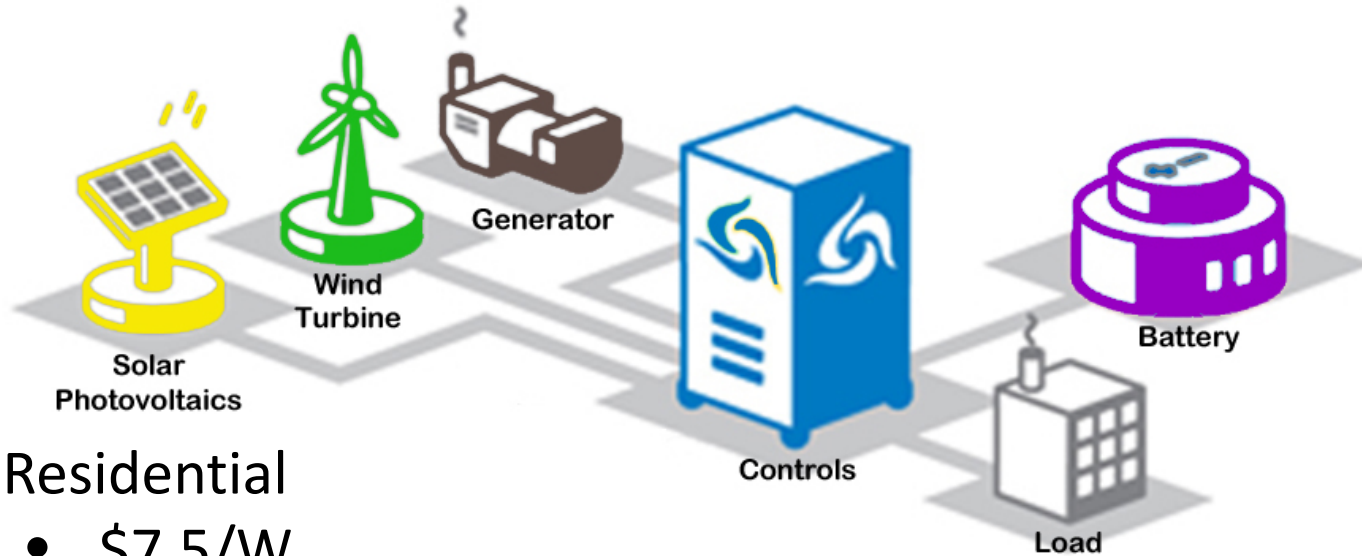 Generator
Wind
Turbine
Solar
Photovoltaics
Battery
Controls
Load
Residential
• $7.5/W